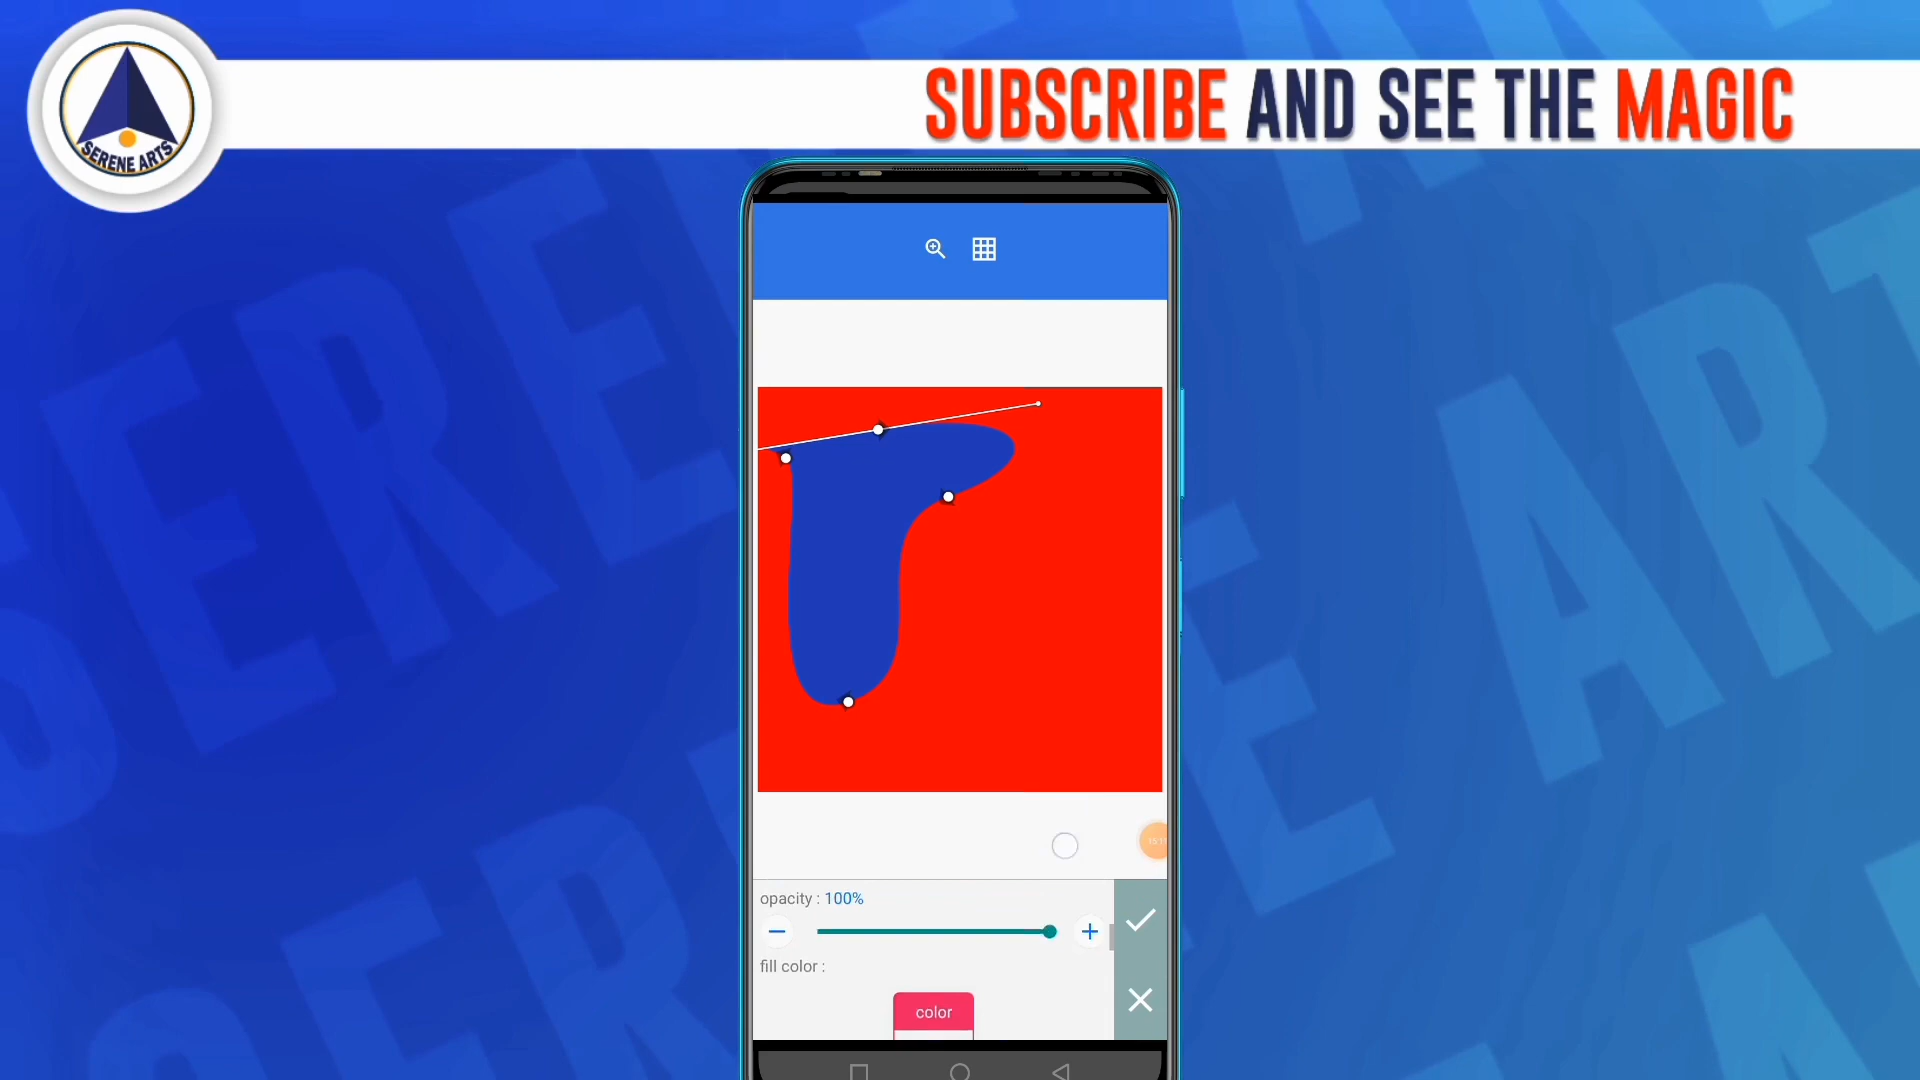 SUBSCRIBE AND SEE THE MAGIC
SERENE ARTS
opacity : 100%
fill color :
color